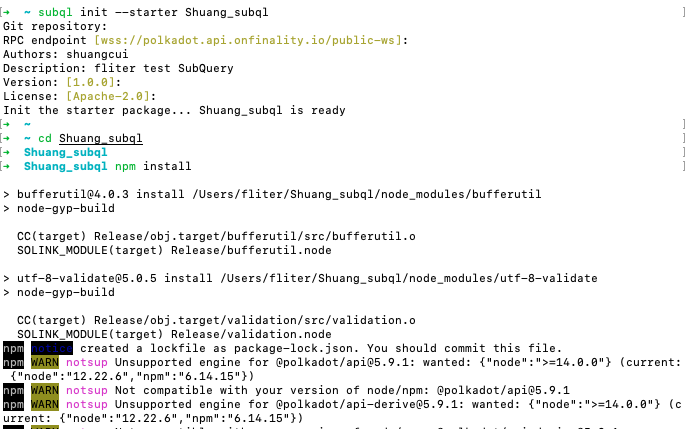 [➜  ~ subql init --starter Shuang_subql ]
Git repository:
RPC endpoint [wss://polkadot.api.onfinality.io/public-ws]:
Authors: shuangcui
Description: fliter test SubQuery
Version: [1.0.0]:
License: [Apache-2.0]:
Init the starter package... Shuang_subql is ready
[➜  ~ ]
[➜  ~ cd Shuang_subql ]
[➜  Shuang_subql ]
[➜  Shuang_subql npm install ]
> bufferutil@4.0.3 install /Users/fliter/Shuang_subql/node_modules/bufferutil
> node-gyp-build
CC(target) Release/obj.target/bufferutil/src/bufferutil.o
SOLINK_MODULE(target) Release/bufferutil.node
> utf-8-validate@5.0.5 install /Users/fliter/Shuang_subql/node_modules/utf-8-validate
> node-gyp-build
CC(target) Release/obj.target/validation/src/validation.o
SOLINK_MODULE(target) Release/validation.node
npm notice created a lockfile as package-lock.json. You should commit this file.
npm WARN notsup Unsupported engine for @polkadot/api@5.9.1: wanted: {"node":">=14.0.0"} (current:
{"node":"12.22.6","npm":"6.14.15"})
npm WARN notsup Not compatible with your version of node/npm: @polkadot/api@5.9.1
npm WARN notsup Unsupported engine for @polkadot/api-derive@5.9.1: wanted: {"node":">=14.0.0"} (c
urrent: {"node":"12.22.6","npm":"6.14.15"})